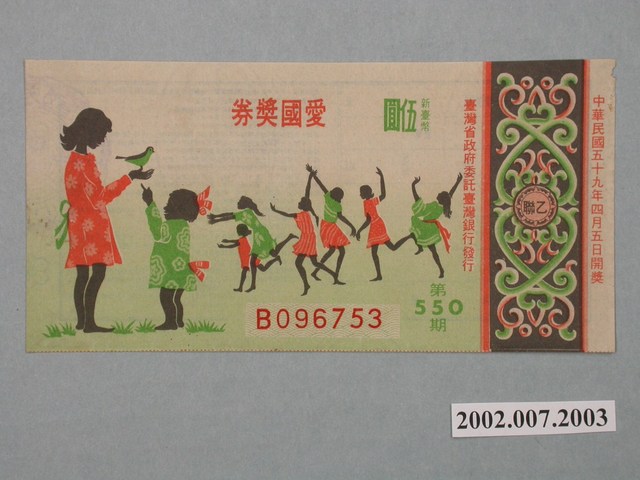 愛國獎券
新臺幣
伍圓
臺灣省政府委託臺灣銀行發行
中華民國五十九年四月五日開獎
乙聯
第
550
期
B096753
2002.007.2003